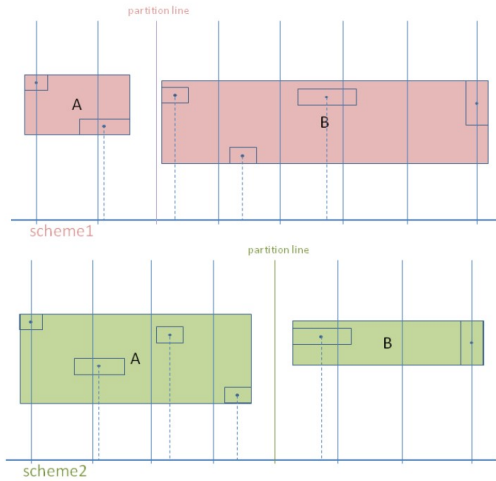 partition line
A
B
scheme1
partition line
A
B
scheme2